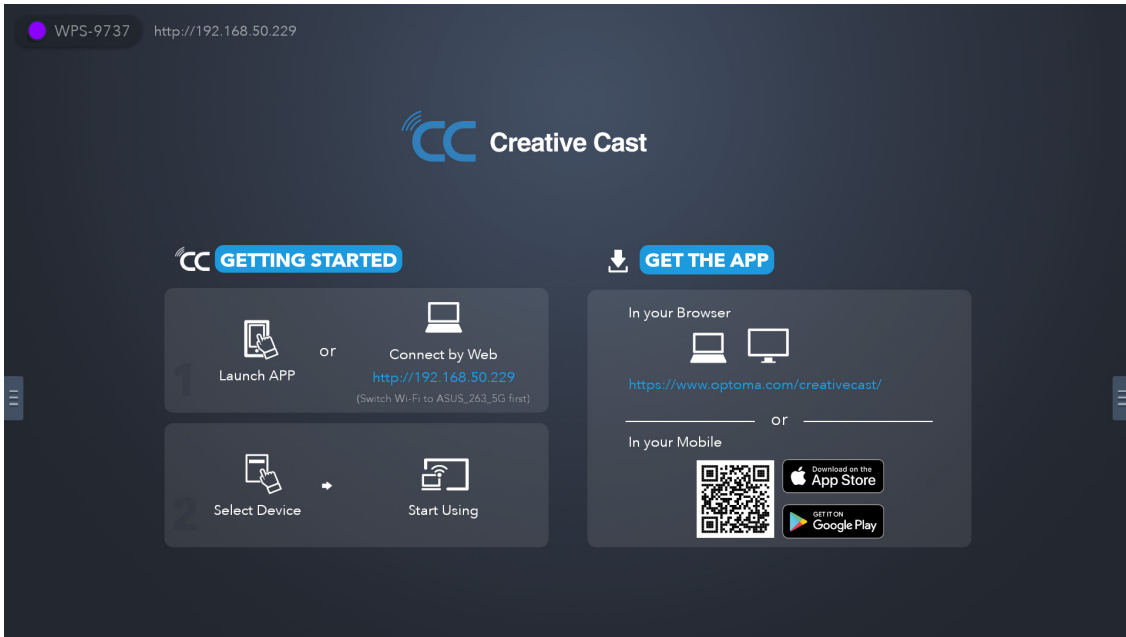 WPS-9737 http://192.168.50.229
CC Creative Cast
CC GETTING STARTED
1
Launch APP
or
Connect by Web
http://192.168.50.229
(Switch Wi-Fi to ASUS_263_5G first)
2
Select Device
Start Using
GET THE APP
In your Browser
https://www.optoma.com/creativecast/
or
In your Mobile
Download on the
App Store
GET IT ON
Google Play